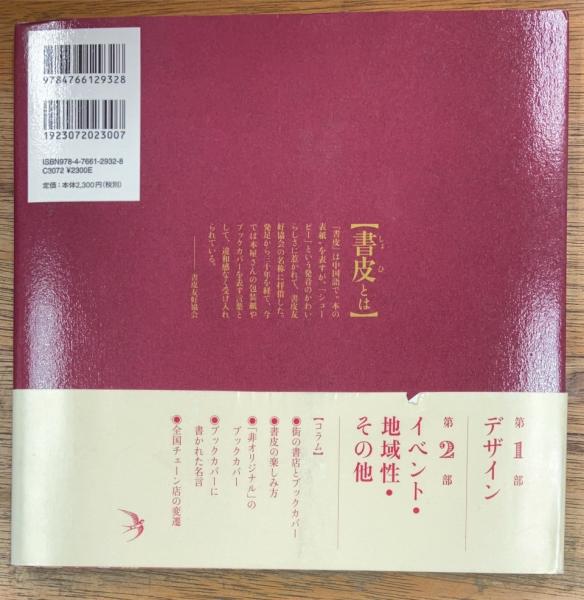 9784766129328
1923072023007
ISBN978-4-7661-2932-8
C3072 ¥2300E
定価：本体2,300円（税別）
【書皮とは】
しょひ
「書皮」は中国語で〝本の
表紙〟を表すが、「シュー
ピー」という発音のかわい
らしさに惹かれて、書皮友
好協会の名称に拝借した。
発足から三十年を経て、今
では本屋さんの包装紙や
ブックカバーを表す言葉と
して、違和感なく受け入れ
られている。
――書皮友好協会
第1部
デザイン
第2部
イベント・
地域性・
その他
【コラム】
●街の書店とブックカバー
●書皮の楽しみ方
●「非オリジナル」の
ブックカバー
●ブックカバーに
書かれた名言
●全国チェーン店の変遷